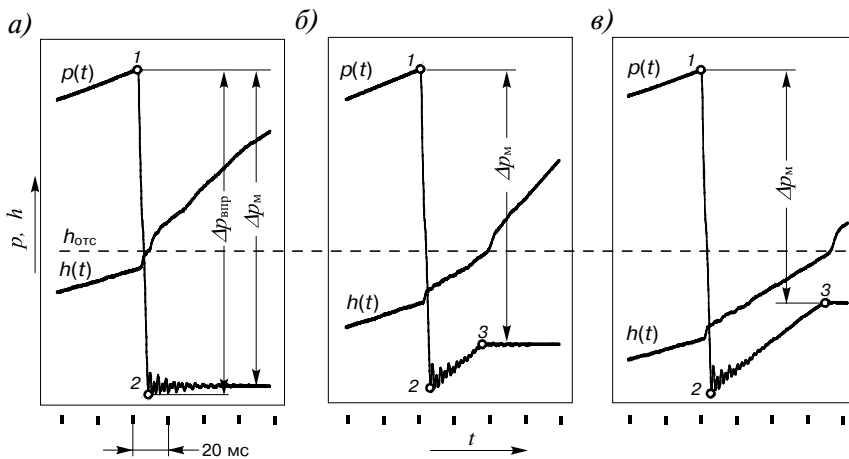 а)
б)
в)
1
1
1
p(t)
p(t)
p(t)
Δpвпр
Δpм
Δpм
Δpм
p, h
hотс
h(t)
h(t)
h(t)
3
3
2
2
2
20 мс
t